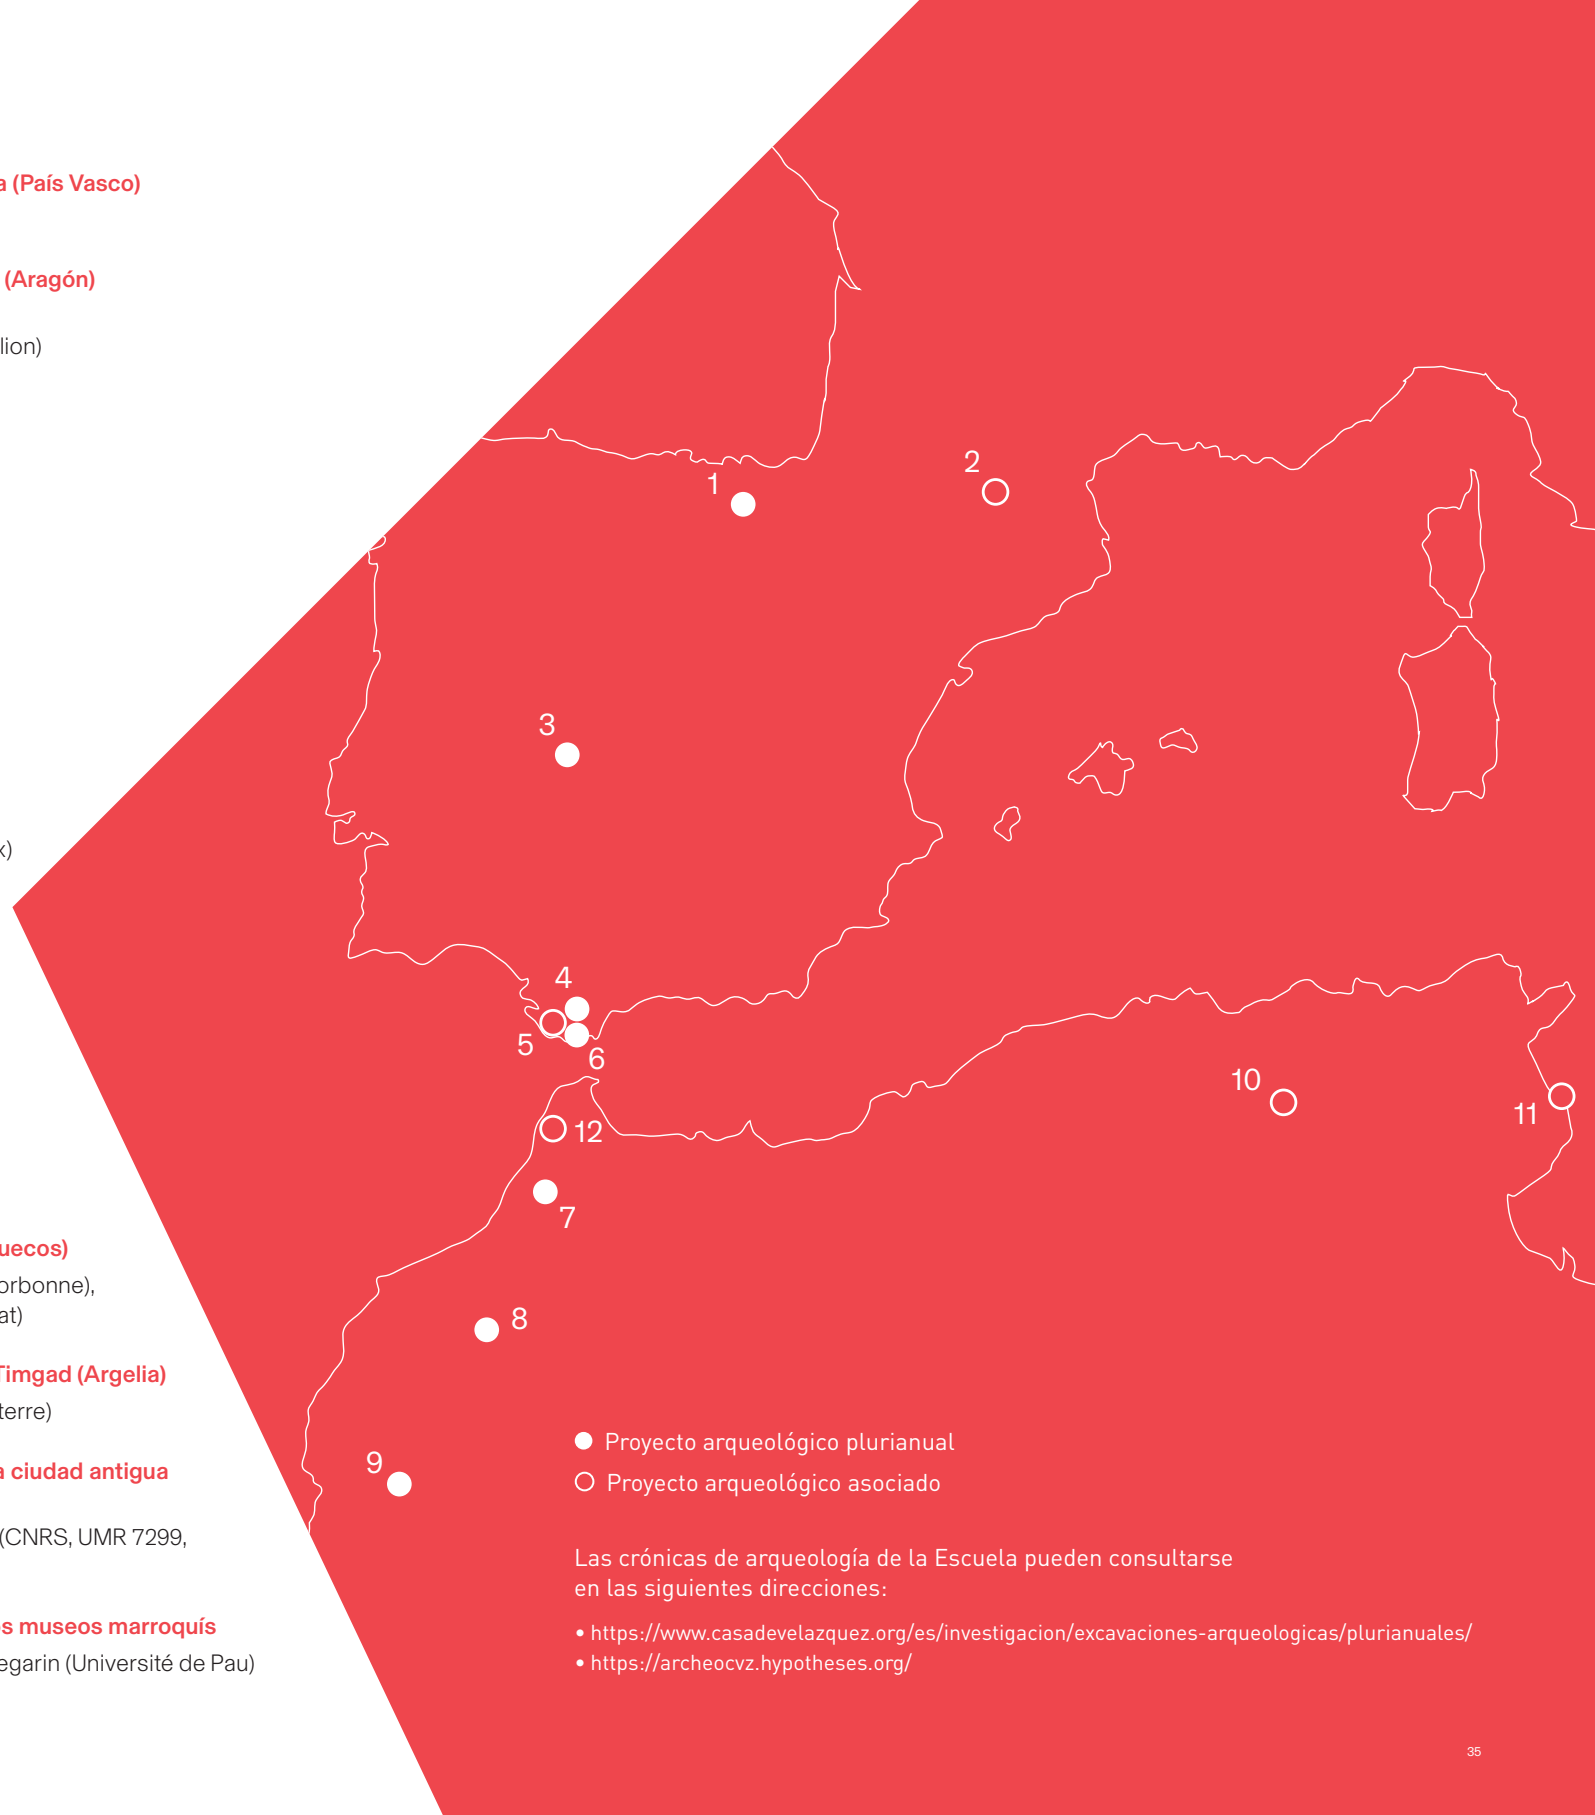 a (País Vasco)
(Aragón)
lion)
x)
uecos)
orbonne),
at)
Timgad (Argelia)
terre)
a ciudad antigua
(CNRS, UMR 7299,
s museos marroquís
egarin (Université de Pau)
1
2
3
4
5
6
12
7
8
9
10
11
Proyecto arqueológico plurianual
Proyecto arqueológico asociado
Las crónicas de arqueología de la Escuela pueden consultarse
en las siguientes direcciones:
• https://www.casadevelazquez.org/es/investigacion/excavaciones-arqueologicas/plurianuales/
• https://archeocvz.hypotheses.org/
35